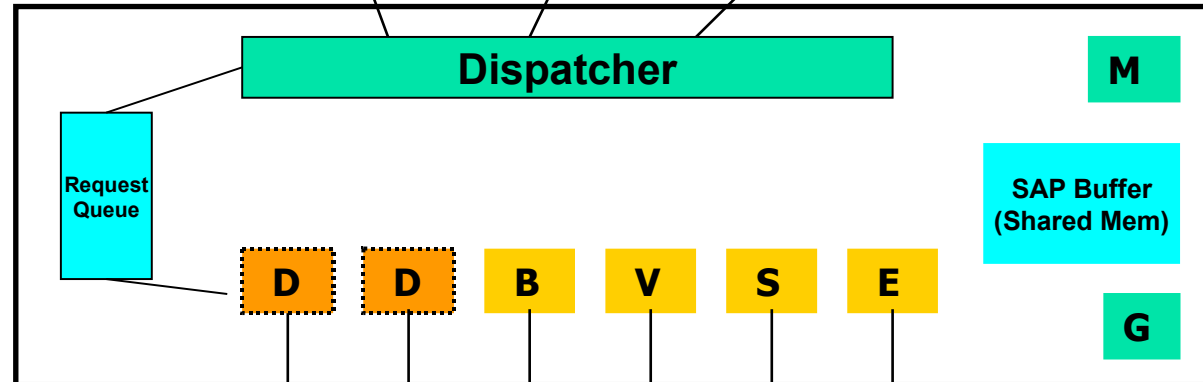 Dispatcher
M
Request
Queue
SAP Buffer
(Shared Mem)
D
D
B
V
S
E
G